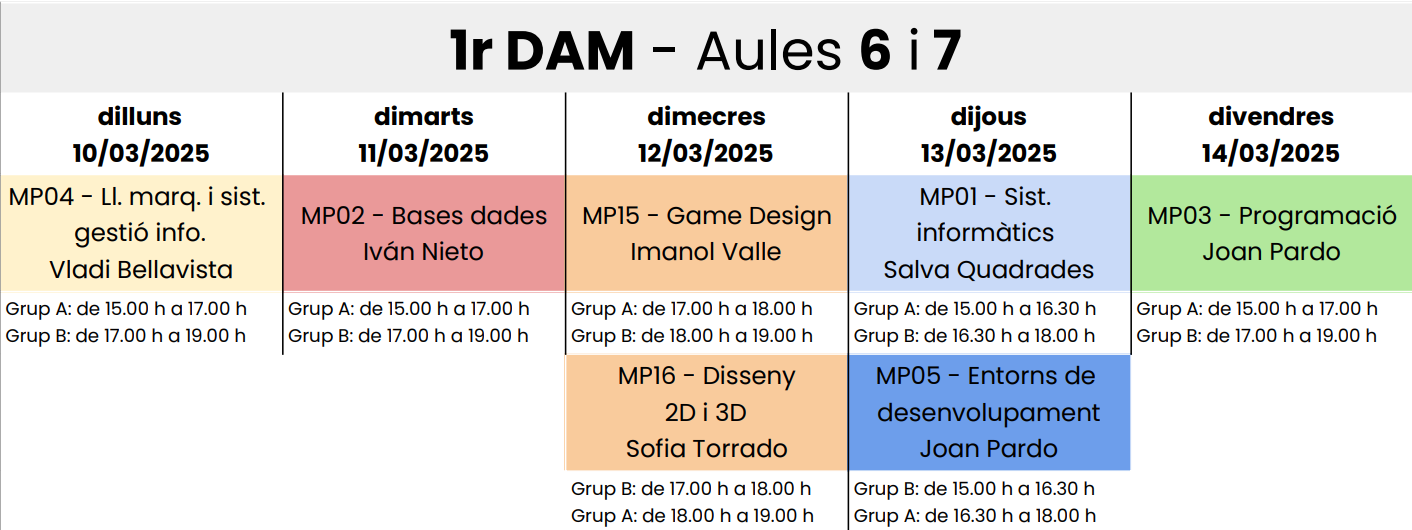 1r DAM - Aules 6 i 7
dilluns
10/03/2025
MP04 - Ll. marq. i sist.
gestió info.
Vladi Bellavista
Grup A: de 15.00 h a 17.00 h
Grup B: de 17.00 h a 19.00 h
dimarts
11/03/2025
MP02 - Bases dades
Iván Nieto
Grup A: de 15.00 h a 17.00 h
Grup B: de 17.00 h a 19.00 h
dimecres
12/03/2025
MP15 - Game Design
Imanol Valle
Grup A: de 17.00 h a 18.00 h
Grup B: de 18.00 h a 19.00 h
MP16 - Disseny
2D i 3D
Sofia Torrado
Grup B: de 17.00 h a 18.00 h
Grup A: de 18.00 h a 19.00 h
dijous
13/03/2025
MP01 - Sist.
informàtics
Salva Quadrades
Grup A: de 15.00 h a 16.30 h
Grup B: de 16.30 h a 18.00 h
MP05 - Entorns de
desenvolupament
Joan Pardo
Grup B: de 15.00 h a 16.30 h
Grup A: de 16.30 h a 18.00 h
divendres
14/03/2025
MP03 - Programació
Joan Pardo
Grup A: de 15.00 h a 17.00 h
Grup B: de 17.00 h a 19.00 h